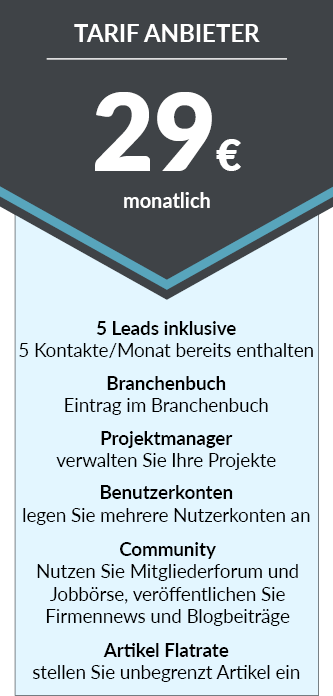 TARIF ANBIETER
29€
monatlich
5 Leads inklusive
5 Kontakte/Monat bereits enthalten
Branchenbuch
Eintrag im Branchenbuch
Projektmanager
verwalten Sie Ihre Projekte
Benutzerkonten
legen Sie mehrere Nutzerkonten an
Community
Nutzen Sie Mitgliederforum und
Jobbörse, veröffentlichen Sie
Firmennews und Blogbeiträge
Artikel Flatrate
stellen Sie unbegrenzt Artikel ein